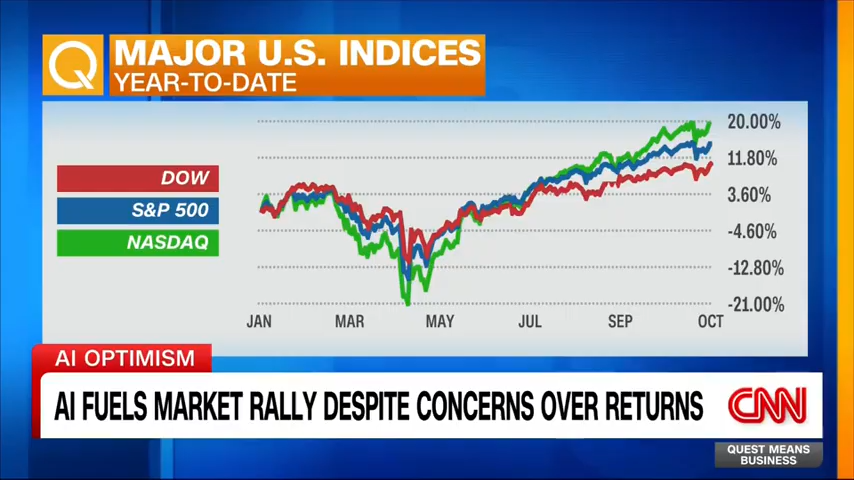 Q
MAJOR U.S. INDICES
YEAR-TO-DATE
DOW
S&P 500
NASDAQ
20.00%
11.80%
3.60%
-4.60%
-12.80%
-21.00%
JAN MAR MAY JUL SEP OCT
AI OPTIMISM
AI FUELS MARKET RALLY DESPITE CONCERNS OVER RETURNS
CNN
QUEST MEANS
BUSINESS